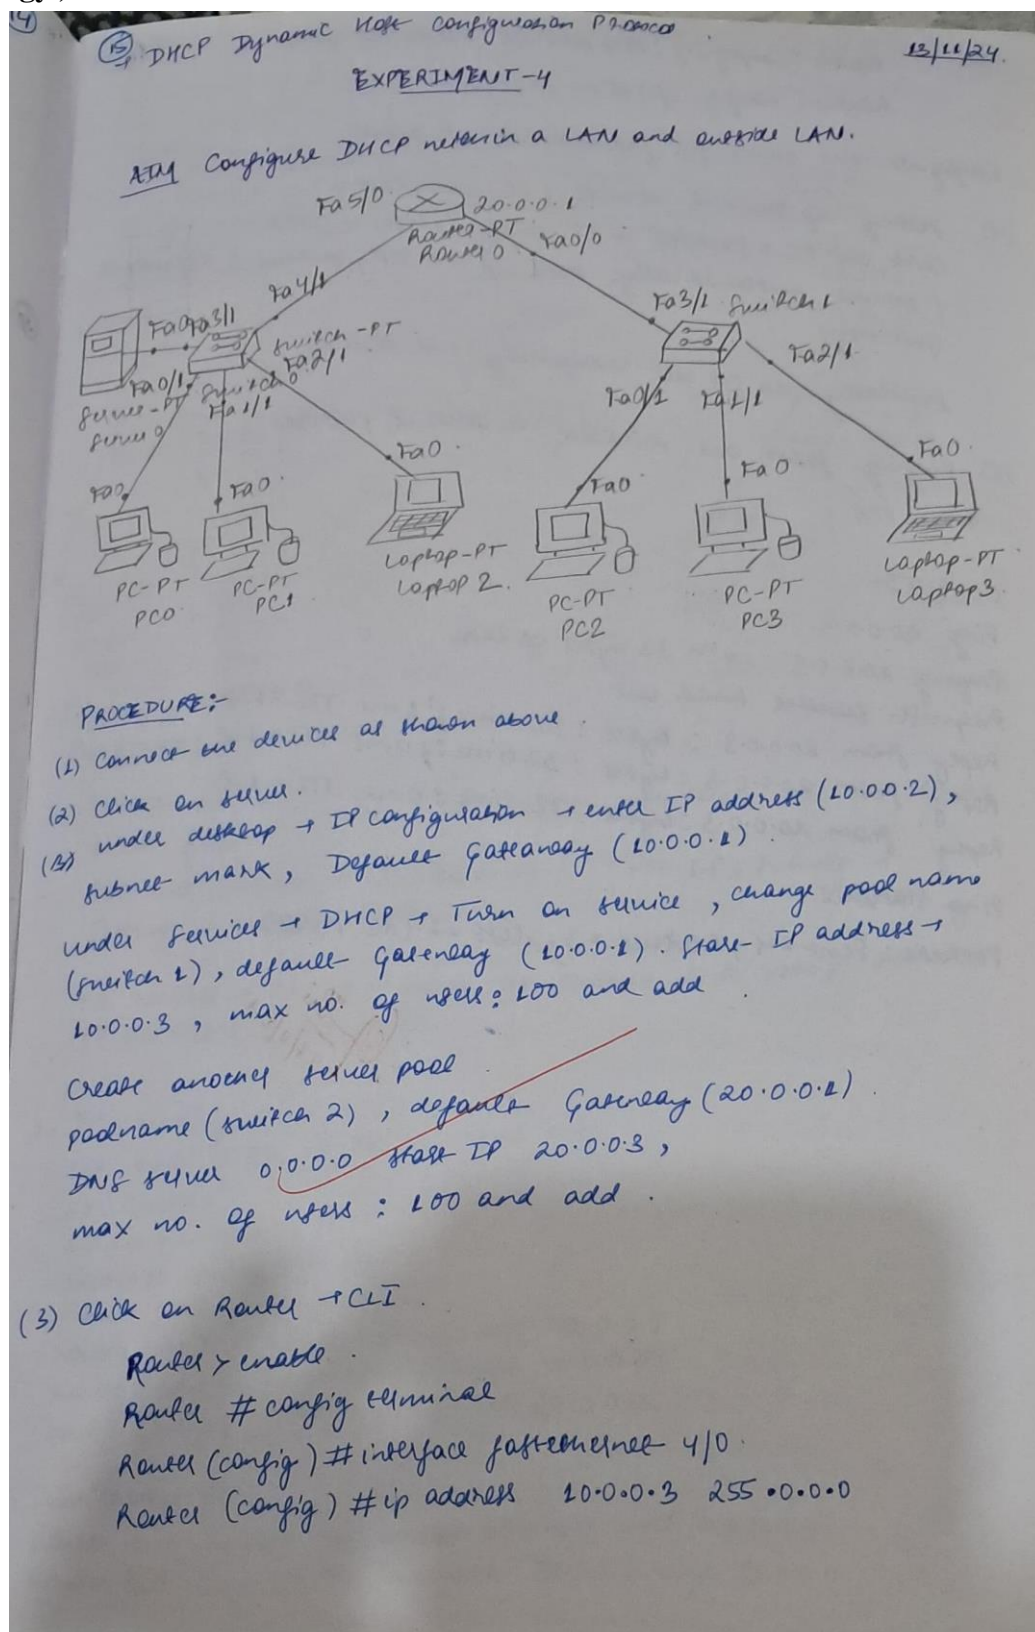 14
15
→ DHCP Dynamic Host Configuration Protocol
13/11/24
EXPERIMENT-4
AIM Configure DHCP within a LAN and outside LAN.
Fa5/0
20.0.0.1
Router-PT
Router0
Fa0/0
Fa4/1
Fa3/1 Switch1
Fa0 Fa3/1
Switch-PT
Switch0
Fa2/1
Fa2/1
Fa0/1
Fa1/1
Server-PT
Server0
Fa0/1
Fa1/1
Fa0
Fa0
Fa0
Fa0
Fa0
Fa0
PC-PT
PC0
PC-PT
PC1
Laptop-PT
Laptop 2.
PC-PT
PC2
PC-PT
PC3
Laptop-PT
Laptop3
PROCEDURE:-
(1) Connect the devices as shown above.
(2) Click on server.
under desktop → IP configuration → enter IP address (10.0.0.2),
subnet mask, Default Gateway (10.0.0.1).
under Services → DHCP → Turn on service, change pool name
(switch 1), default Gateway (10.0.0.1). Start IP address →
10.0.0.3, max no. of users: 100 and add.
Create another server pool.
poolname (switch 2), default Gateway (20.0.0.1).
DNS server 0.0.0.0 start IP 20.0.0.3,
max no. of users : 100 and add.
(3) Click on Router → CLI.
Router > enable.
Router # config terminal
Router (config) # interface fastethernet 4/0.
Router (config) # ip address 10.0.0.3 255.0.0.0